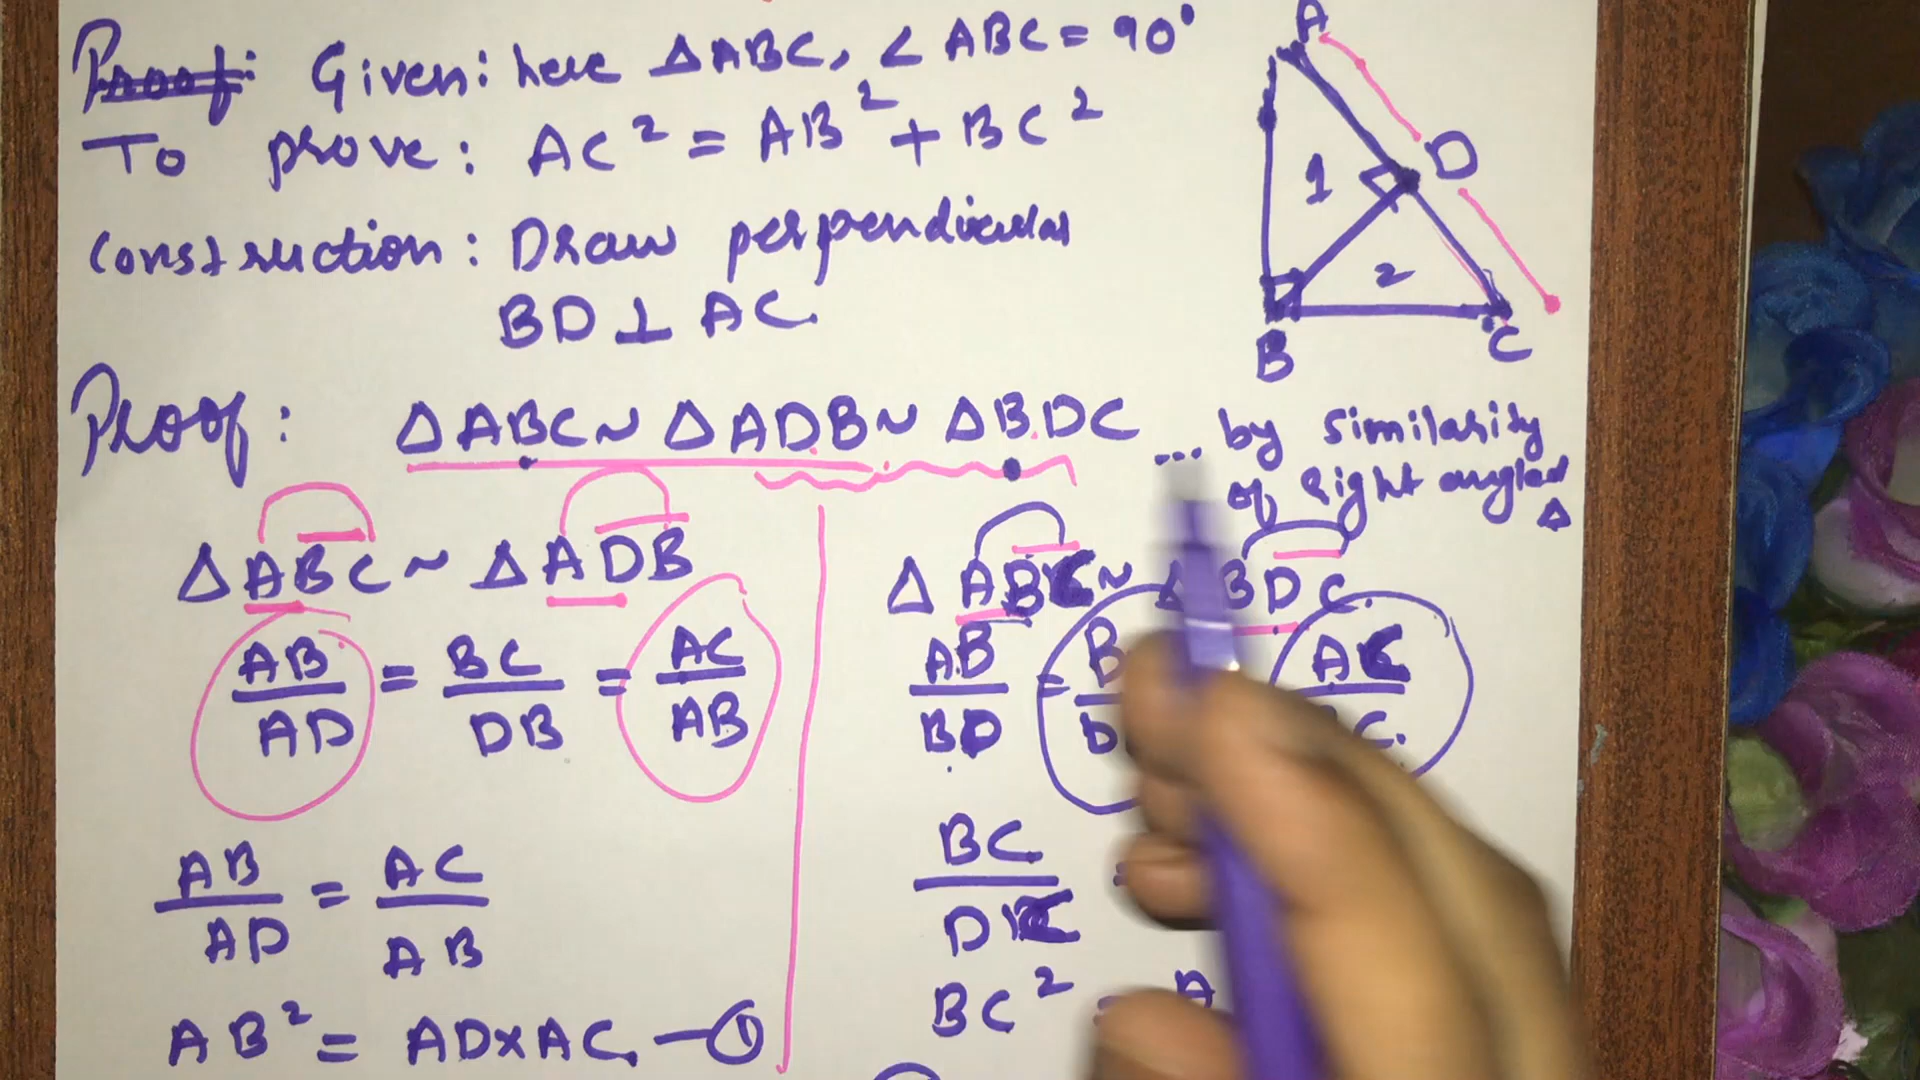 Proof: Given: here △ABC, ∠ABC = 90°
To prove: AC² = AB² + BC²
Construction: Draw perpendicular
BD ⊥ AC.
A
D
1
2
B
C
Proof: △ABC ~ △ADB ~ △BDC ... by similarity
of Right angled
△
△ABC ~ △ADB
AB/AD = BC/DB = AC/AB
AB/AD = AC/AB
AB² = AD×AC — ①
△ABC ~ △BDC
AB/BD =
AC
BC/DC
BC² =